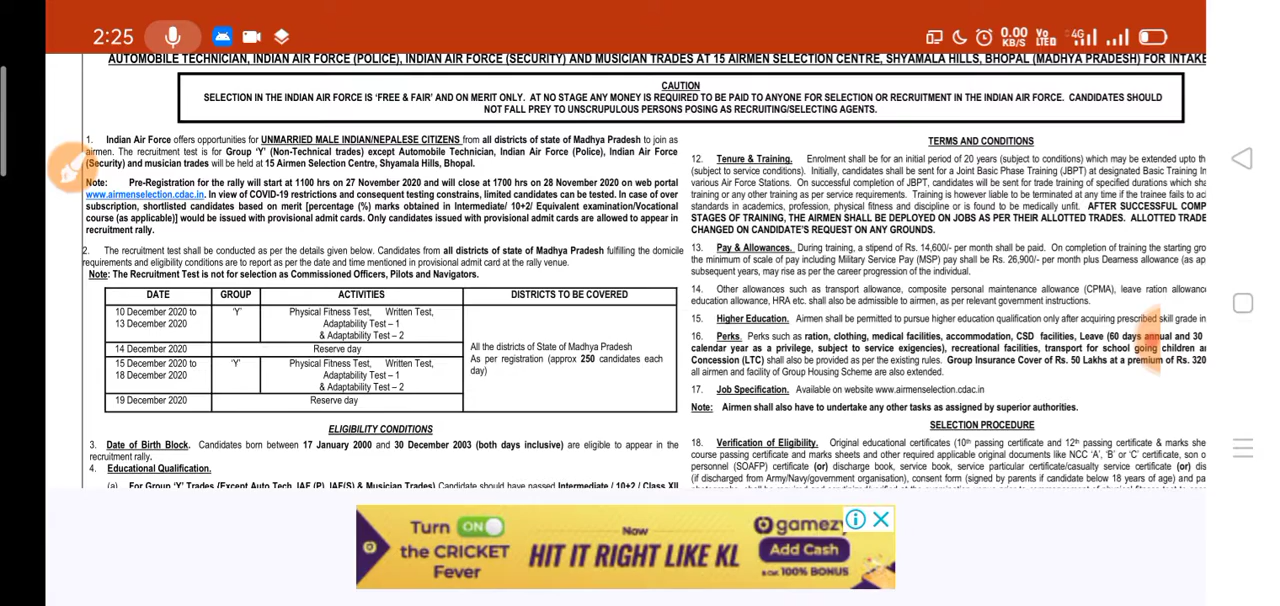 2:25
0.00
KB/S
Vo
LTED
4G
AUTOMOBILE TECHNICIAN, INDIAN AIR FORCE (POLICE), INDIAN AIR FORCE (SECURITY) AND MUSICIAN TRADES AT 15 AIRMEN SELECTION CENTRE, SHYAMALA HILLS, BHOPAL (MADHYA PRADESH) FOR INTAKE
CAUTION
SELECTION IN THE INDIAN AIR FORCE IS 'FREE & FAIR' AND ON MERIT ONLY. AT NO STAGE ANY MONEY IS REQUIRED TO BE PAID TO ANYONE FOR SELECTION OR RECRUITMENT IN THE INDIAN AIR FORCE. CANDIDATES SHOULD
NOT FALL PREY TO UNSCRUPULOUS PERSONS POSING AS RECRUITING/SELECTING AGENTS.
1. Indian Air Force offers opportunities for UNMARRIED MALE INDIAN/NEPALESE CITIZENS from all districts of state of Madhya Pradesh to join as
airmen. The recruitment test is for Group 'Y' (Non-Technical trades) except Automobile Technician, Indian Air Force (Police), Indian Air Force
(Security) and musician trades will be held at 15 Airmen Selection Centre, Shyamala Hills, Bhopal.
Note: Pre-Registration for the rally will start at 1100 hrs on 27 November 2020 and will close at 1700 hrs on 28 November 2020 on web portal
www.airmenselection.cdac.in. In view of COVID-19 restrictions and consequent testing constrains, limited candidates can be tested. In case of over
subscription, shortlisted candidates based on merit [percentage (%) marks obtained in Intermediate/ 10+2/ Equivalent examination/Vocational
course (as applicable)] would be issued with provisional admit cards. Only candidates issued with provisional admit cards are allowed to appear in
recruitment rally.
2. The recruitment test shall be conducted as per the details given below. Candidates from all districts of state of Madhya Pradesh fulfilling the domicile
requirements and eligibility conditions are to report as per the date and time mentioned in provisional admit card at the rally venue.
Note: The Recruitment Test is not for selection as Commissioned Officers, Pilots and Navigators.
DATE GROUP ACTIVITIES DISTRICTS TO BE COVERED
10 December 2020 to 'Y' Physical Fitness Test, Written Test,
13 December 2020 Adaptability Test – 1
& Adaptability Test – 2
14 December 2020 Reserve day
15 December 2020 to 'Y' Physical Fitness Test, Written Test,
18 December 2020 Adaptability Test – 1
& Adaptability Test – 2
19 December 2020 Reserve day
All the districts of State of Madhya Pradesh
As per registration (approx 250 candidates each
day)
ELIGIBILITY CONDITIONS
3. Date of Birth Block. Candidates born between 17 January 2000 and 30 December 2003 (both days inclusive) are eligible to appear in the
recruitment rally.
4. Educational Qualification.
(a) For Group 'Y' Trades {Except Auto Tech, IAF (P), IAF(S) & Musician Trades} Candidate should have passed Intermediate / 10+2 / Class XII
TERMS AND CONDITIONS
12. Tenure & Training. Enrolment shall be for an initial period of 20 years (subject to conditions) which may be extended upto th
(subject to service conditions). Initially, candidates shall be sent for a Joint Basic Phase Training (JBPT) at designated Basic Training In
various Air Force Stations. On successful completion of JBPT, candidates will be sent for trade training of specified durations which sha
training or any other training as per service requirements. Training is however liable to be terminated at any time if the trainee fails to ac
standards in academics, profession, physical fitness and discipline or is found to be medically unfit. AFTER SUCCESSFUL COMP
STAGES OF TRAINING, THE AIRMEN SHALL BE DEPLOYED ON JOBS AS PER THEIR ALLOTTED TRADES. ALLOTTED TRADE
CHANGED ON CANDIDATE'S REQUEST ON ANY GROUNDS.
13. Pay & Allowances. During training, a stipend of Rs. 14,600/- per month shall be paid. On completion of training the starting gro
the minimum of scale of pay including Military Service Pay (MSP) pay shall be Rs. 26,900/- per month plus Dearness allowance (as ap
subsequent years, may rise as per the career progression of the individual.
14. Other allowances such as transport allowance, composite personal maintenance allowance (CPMA), leave ration allowanc
education allowance, HRA etc. shall also be admissible to airmen, as per relevant government instructions.
15. Higher Education. Airmen shall be permitted to pursue higher education qualification only after acquiring prescribed skill grade in
16. Perks. Perks such as ration, clothing, medical facilities, accommodation, CSD facilities, Leave (60 days annual and 30
calendar year as a privilege, subject to service exigencies), recreational facilities, transport for school going children an
Concession (LTC) shall also be provided as per the existing rules. Group Insurance Cover of Rs. 50 Lakhs at a premium of Rs. 320
all airmen and facility of Group Housing Scheme are also extended.
17. Job Specification. Available on website www.airmenselection.cdac.in
Note: Airmen shall also have to undertake any other tasks as assigned by superior authorities.
SELECTION PROCEDURE
18. Verification of Eligibility. Original educational certificates (10th passing certificate and 12th passing certificate & marks she
course passing certificate and marks sheets and other required applicable original documents like NCC 'A', 'B' or 'C' certificate, son o
personnel (SOAFP) certificate (or) discharge book, service book, service particular certificate/casualty service certificate (or) dis
(if discharged from Army/Navy/government organisation), consent form (signed by parents if candidate below 18 years of age) and pa
Turn ON
the CRICKET
Fever
Now
HIT IT RIGHT LIKE KL
gamezy
Add Cash
100% BONUS